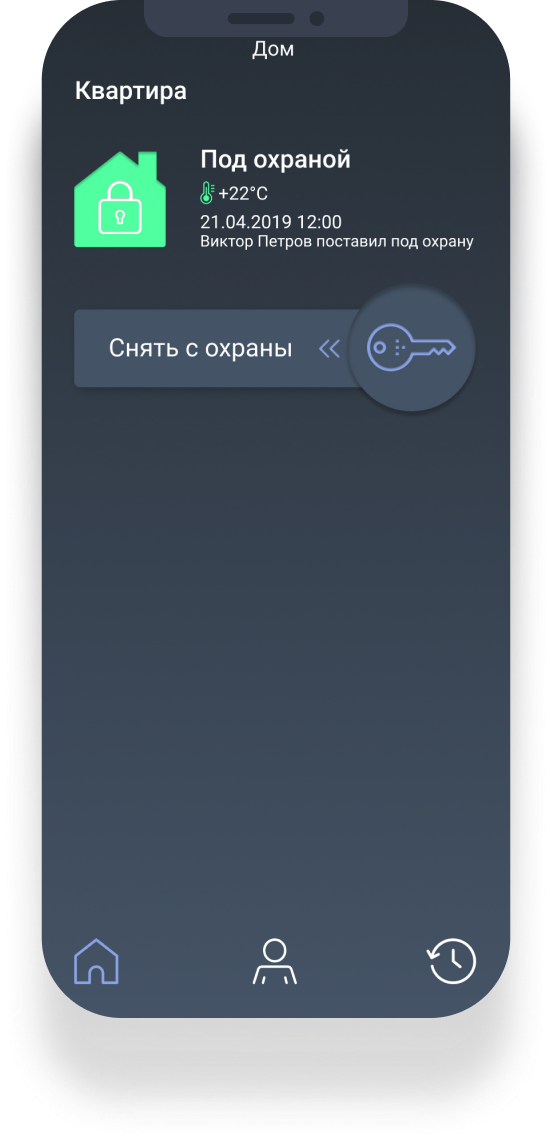 Дом
Квартира
Под охраной
+22°C
21.04.2019 12:00
Виктор Петров поставил под охрану
Снять с охраны